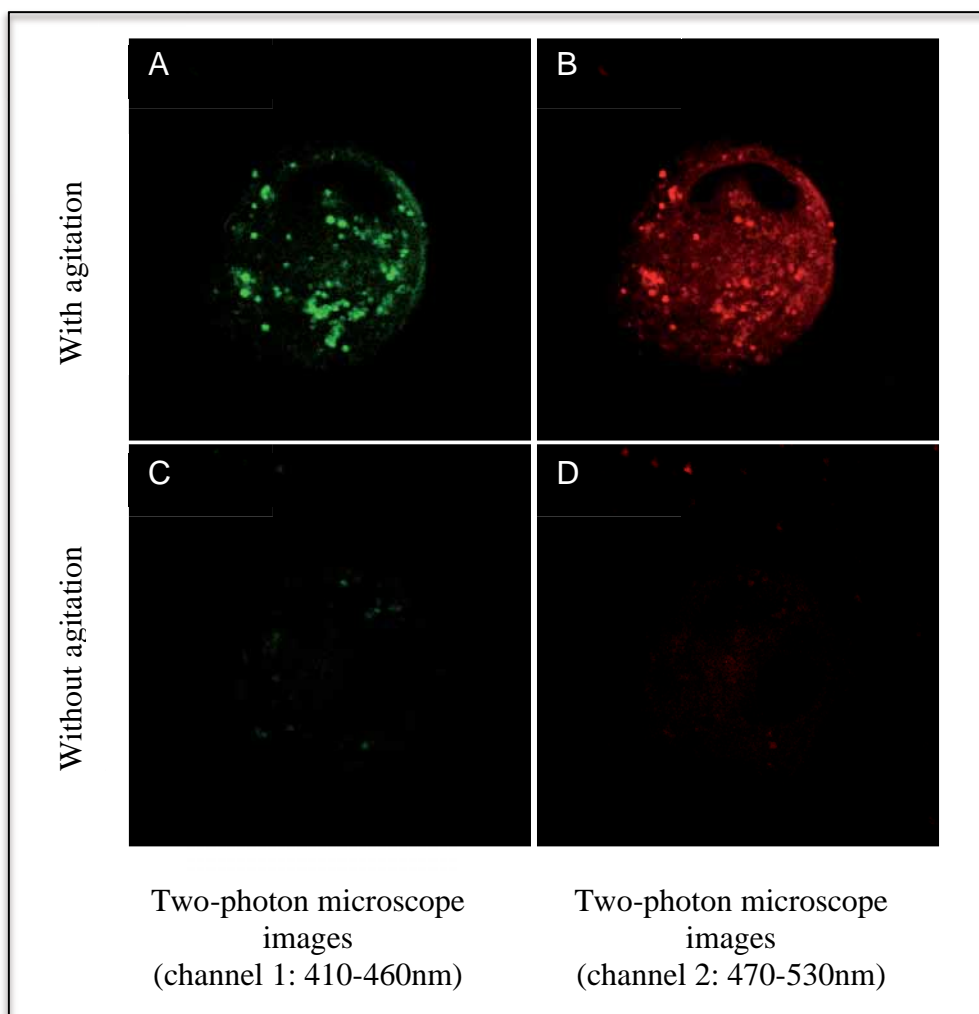 A
B
With agitation
C
D
Without agitation
Two-photon microscope
images
(channel 1: 410-460nm)
Two-photon microscope
images
(channel 2: 470-530nm)